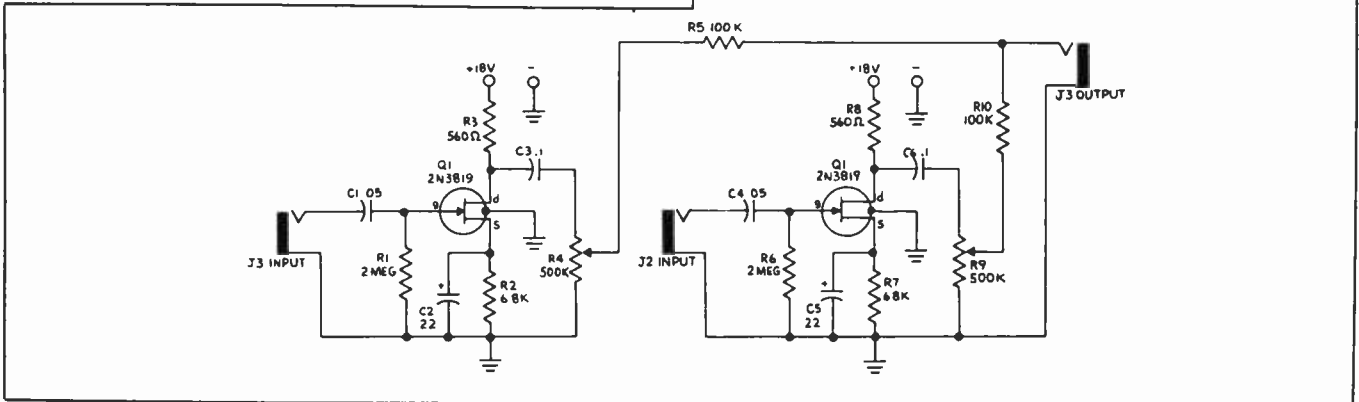 R5 100K
+18V
-
R3
560Ω
C3 .1
Q1
2N3819
C1 .05
g
d
s
J3 INPUT
R1
2MEG
C2
22
+
R2
6.8K
R4
500K
+18V
-
R8
560Ω
C6 .1
Q1
2N3819
C4 .05
g
d
s
J2 INPUT
R6
2MEG
C5
22
+
R7
6.8K
R9
500K
R10
100K
J3 OUTPUT